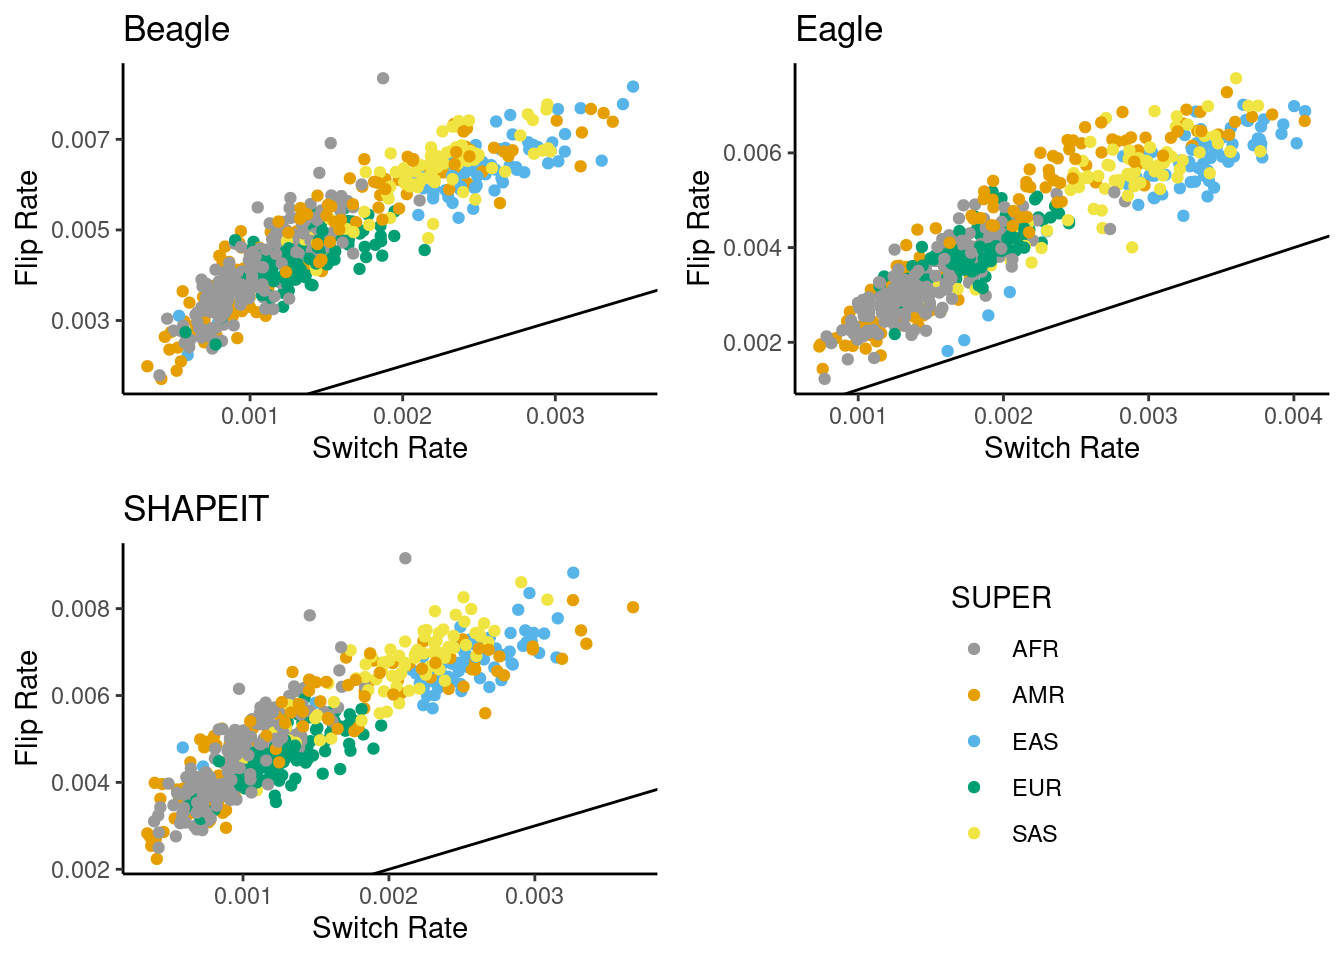 Beagle
Flip Rate
0.007
0.005
0.003
0.001 0.002 0.003
Switch Rate
Eagle
Flip Rate
0.006
0.004
0.002
0.001 0.002 0.003 0.004
Switch Rate
SHAPEIT
Flip Rate
0.008
0.006
0.004
0.002
0.001 0.002 0.003
Switch Rate
SUPER
AFR
AMR
EAS
EUR
SAS